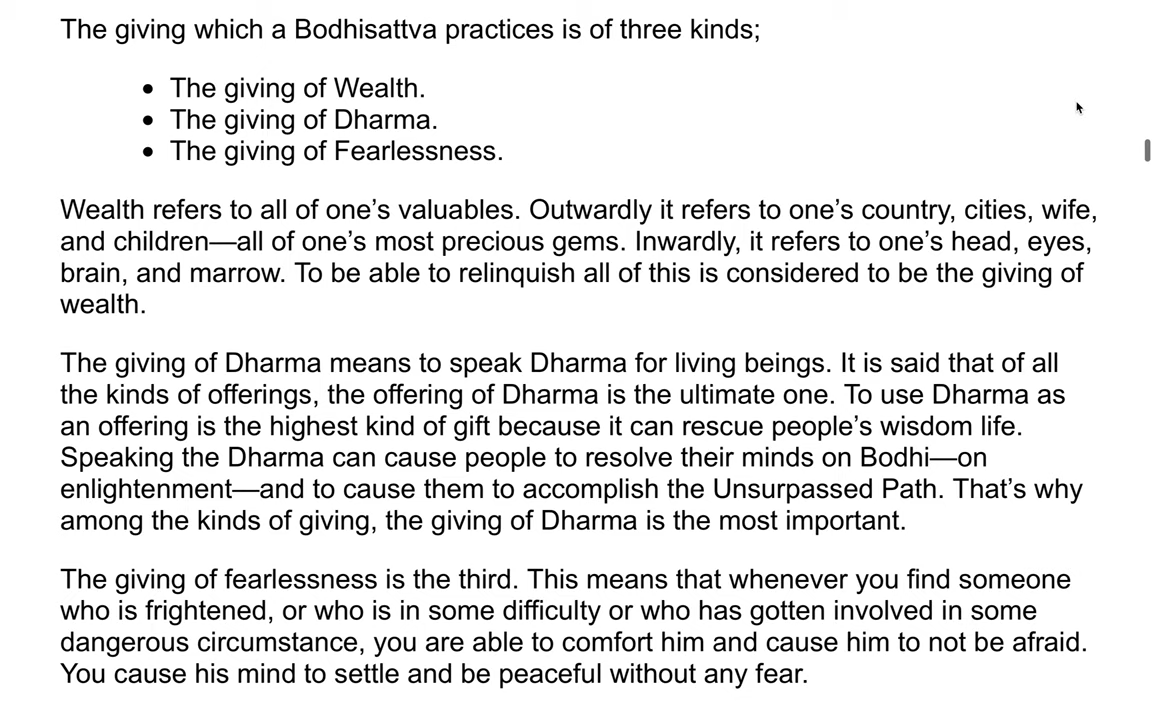 The giving which a Bodhisattva practices is of three kinds;
• The giving of Wealth.
• The giving of Dharma.
• The giving of Fearlessness.
Wealth refers to all of one’s valuables. Outwardly it refers to one’s country, cities, wife,
and children—all of one’s most precious gems. Inwardly, it refers to one’s head, eyes,
brain, and marrow. To be able to relinquish all of this is considered to be the giving of
wealth.
The giving of Dharma means to speak Dharma for living beings. It is said that of all
the kinds of offerings, the offering of Dharma is the ultimate one. To use Dharma as
an offering is the highest kind of gift because it can rescue people’s wisdom life.
Speaking the Dharma can cause people to resolve their minds on Bodhi—on
enlightenment—and to cause them to accomplish the Unsurpassed Path. That’s why
among the kinds of giving, the giving of Dharma is the most important.
The giving of fearlessness is the third. This means that whenever you find someone
who is frightened, or who is in some difficulty or who has gotten involved in some
dangerous circumstance, you are able to comfort him and cause him to not be afraid.
You cause his mind to settle and be peaceful without any fear.